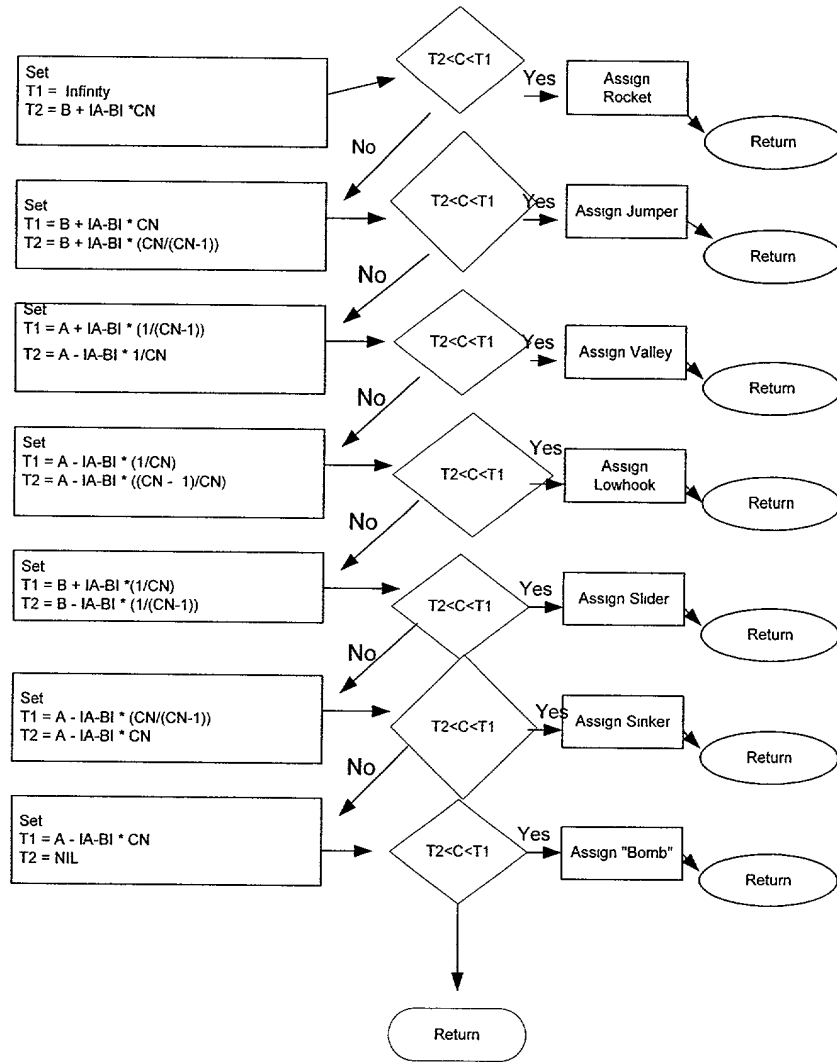 Set
T1 = Infinity
T2 = B + IA-BI *CN
T2<C<T1
Yes
Assign
Rocket
Return
No
Set
T1 = B + IA-BI * CN
T2 = B + IA-BI * (CN/(CN-1))
T2<C<T1
Yes
Assign Jumper
Return
No
Set
T1 = A + IA-BI * (1/(CN-1))
T2 = A - IA-BI * 1/CN
T2<C<T1
Yes
Assign Valley
Return
No
Set
T1 = A - IA-BI * (1/CN)
T2 = A - IA-BI * ((CN - 1)/CN)
T2<C<T1
Yes
Assign
Lowhook
Return
No
Set
T1 = B + IA-BI *(1/CN)
T2 = B - IA-BI * (1/(CN-1))
T2<C<T1
Yes
Assign Slider
Return
No
Set
T1 = A - IA-BI * (CN/(CN-1))
T2 = A - IA-BI * CN
T2<C<T1
Yes
Assign Sinker
Return
No
Set
T1 = A - IA-BI * CN
T2 = NIL
T2<C<T1
Yes
Assign "Bomb"
Return
Return